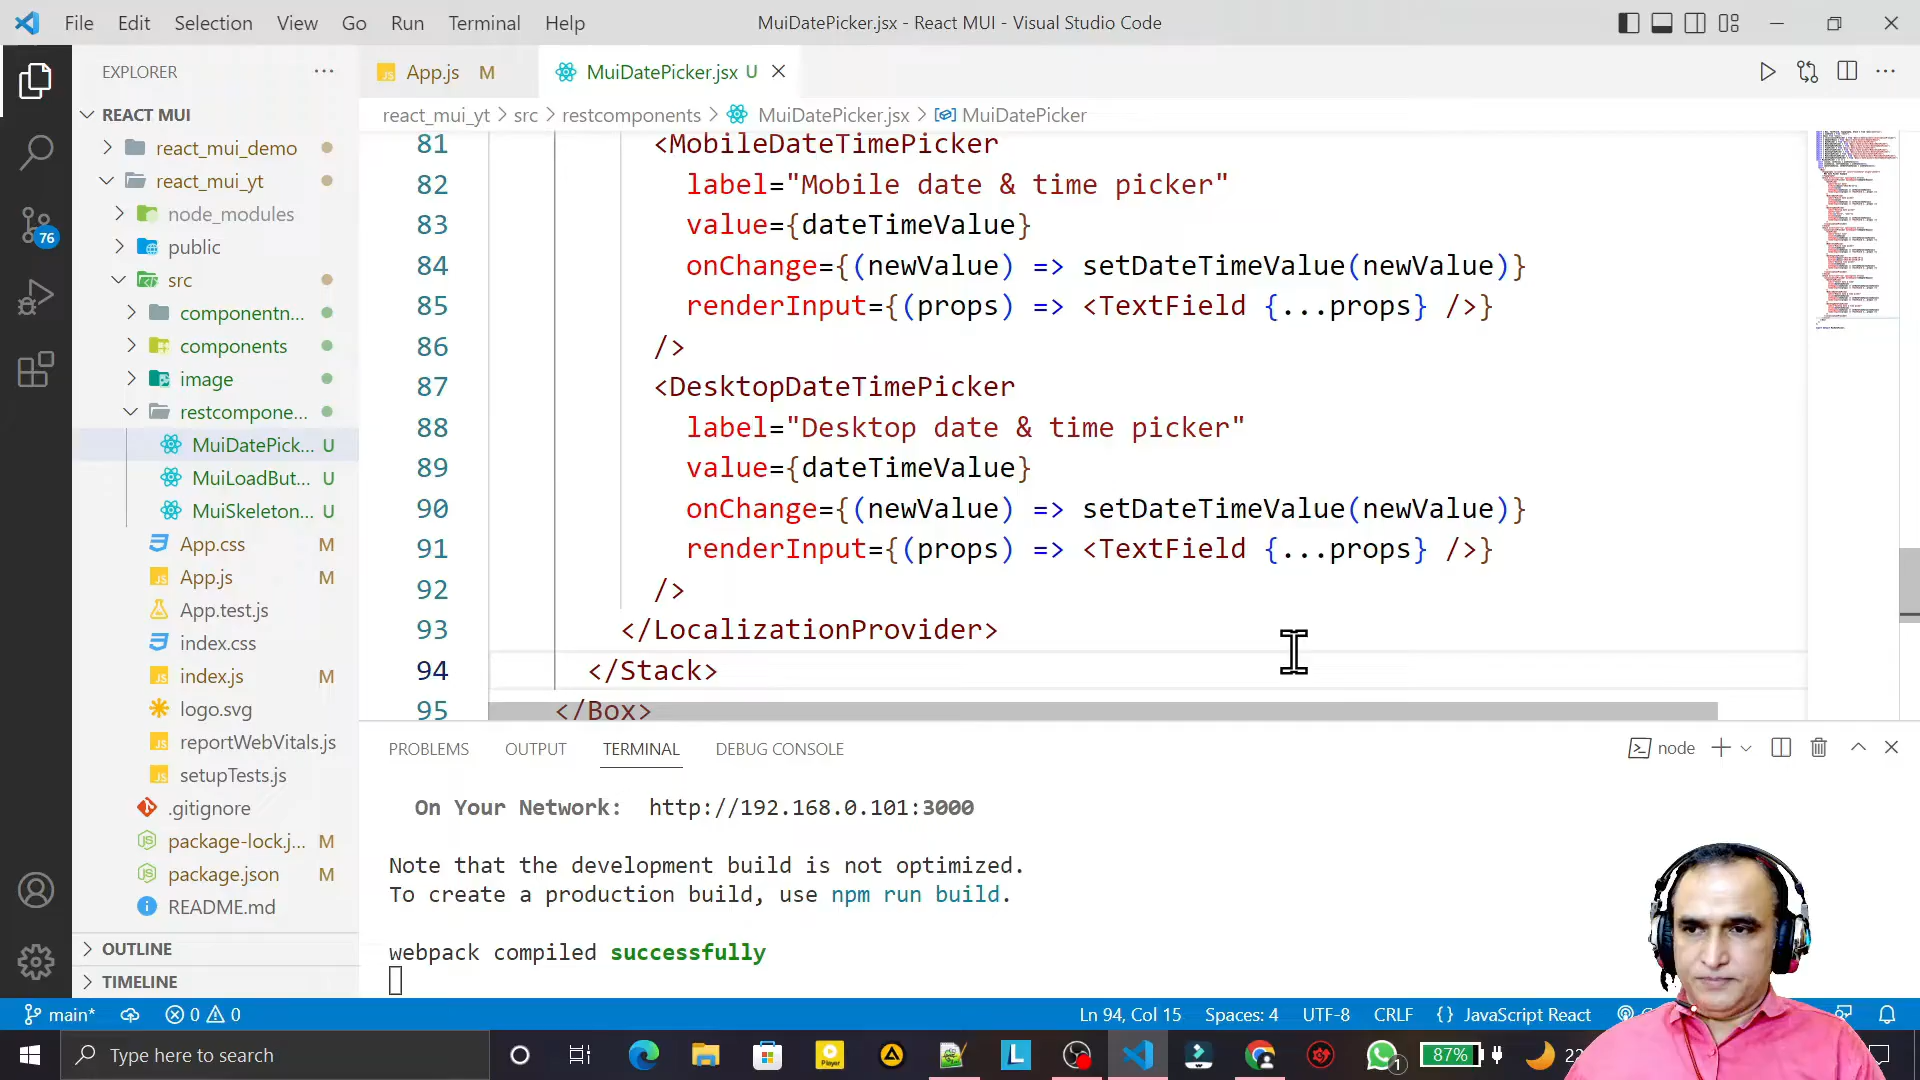 File Edit Selection View Go Run Terminal Help
MuiDatePicker.jsx - React MUI - Visual Studio Code
EXPLORER
REACT MUI
react_mui_demo
react_mui_yt
node_modules
public
src
componentn...
components
image
restcompone...
MuiDatePick... U
MuiLoadBut... U
MuiSkeleton... U
App.css M
App.js M
App.test.js
index.css
index.js M
logo.svg
reportWebVitals.js
setupTests.js
.gitignore
package-lock.j... M
package.json M
README.md
OUTLINE
TIMELINE
76
App.js M
MuiDatePicker.jsx U
react_mui_yt > src > restcomponents > MuiDatePicker.jsx > MuiDatePicker
81 <MobileDateTimePicker
82 label="Mobile date & time picker"
83 value={dateTimeValue}
84 onChange={(newValue) => setDateTimeValue(newValue)}
85 renderInput={(props) => <TextField {...props} />}
86 />
87 <DesktopDateTimePicker
88 label="Desktop date & time picker"
89 value={dateTimeValue}
90 onChange={(newValue) => setDateTimeValue(newValue)}
91 renderInput={(props) => <TextField {...props} />}
92 />
93 </LocalizationProvider>
94 </Stack>
95 </Box>
PROBLEMS OUTPUT TERMINAL DEBUG CONSOLE
node
On Your Network: http://192.168.0.101:3000
Note that the development build is not optimized.
To create a production build, use npm run build.
webpack compiled successfully
main* 0 0
Ln 94, Col 15 Spaces: 4 UTF-8 CRLF {} JavaScript React
Type here to search
Player
L
1
87%